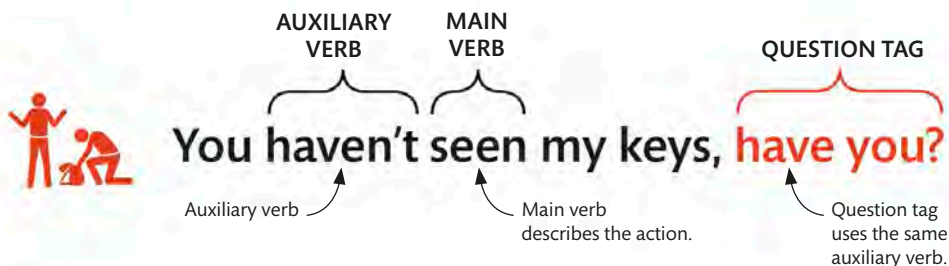 AUXILIARY
VERB
MAIN
VERB
QUESTION TAG
You haven't seen my keys, have you?
Auxiliary verb
Main verb
describes the action.
Question tag
uses the same
auxiliary verb.